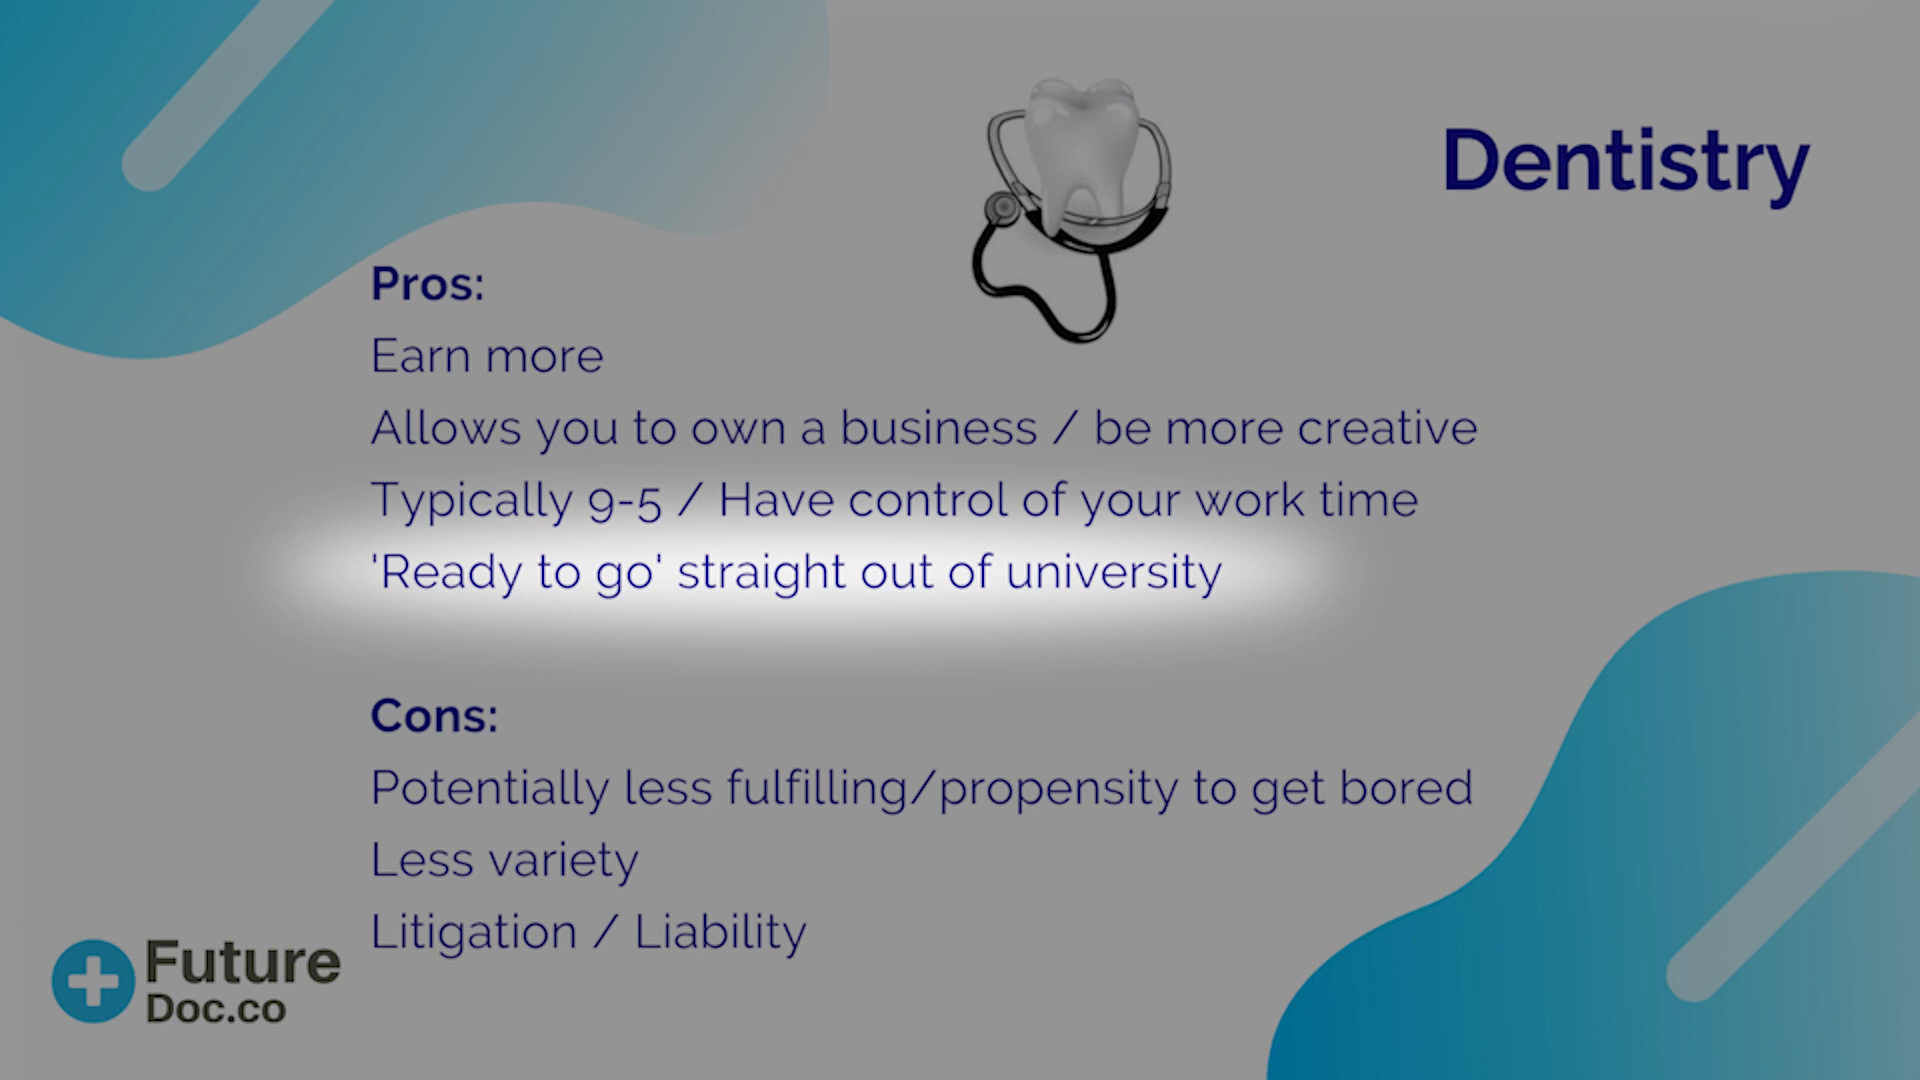 Dentistry
Pros:
Earn more
Allows you to own a business / be more creative
Typically 9-5 / Have control of your work time
'Ready to go' straight out of university
Cons:
Potentially less fulfilling/propensity to get bored
Less variety
Litigation / Liability
Future
Doc.co